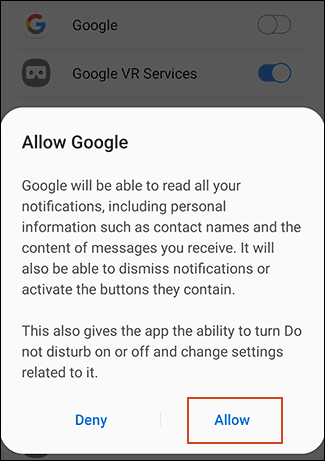 Google
Google VR Services
Allow Google
Google will be able to read all your
notifications, including personal
information such as contact names and the
content of messages you receive. It will
also be able to dismiss notifications or
activate the buttons they contain.
This also gives the app the ability to turn Do
not disturb on or off and change settings
related to it.
Deny
Allow